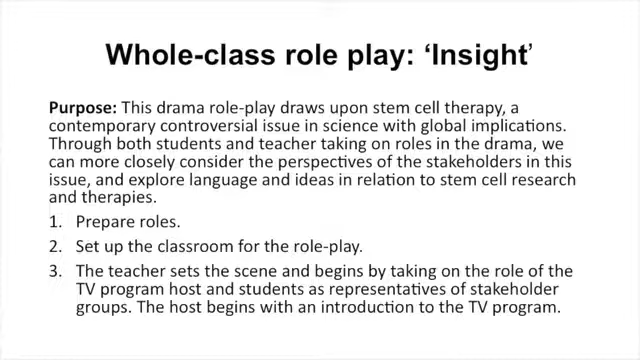 Whole-class role play: ‘Insight’
Purpose: This drama role-play draws upon stem cell therapy, a
contemporary controversial issue in science with global implications.
Through both students and teacher taking on roles in the drama, we
can more closely consider the perspectives of the stakeholders in this
issue, and explore language and ideas in relation to stem cell research
and therapies.
1. Prepare roles.
2. Set up the classroom for the role-play.
3. The teacher sets the scene and begins by taking on the role of the
TV program host and students as representatives of stakeholder
groups. The host begins with an introduction to the TV program.